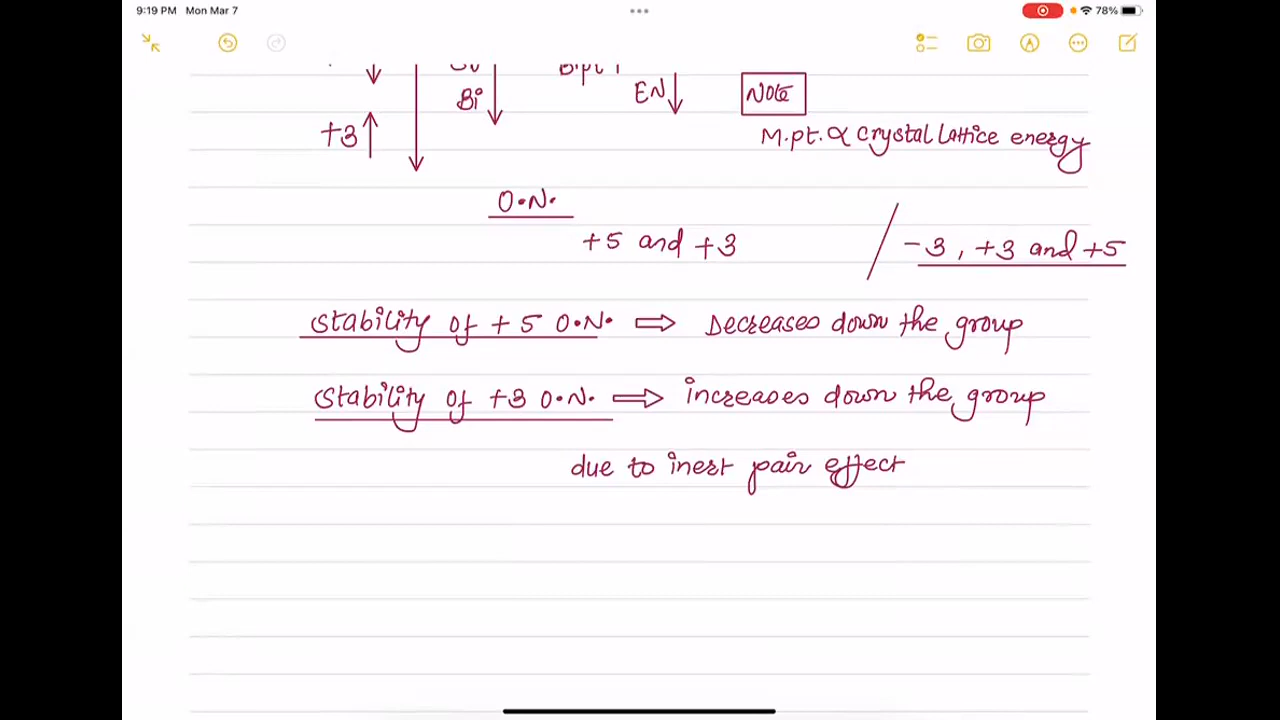 9:19 PM Mon Mar 7
78%
Bi
EN
Note
+3
M.pt. ∝ Crystal Lattice energy
O.N.
+5 and +3
/ -3, +3 and +5
Stability of +5 O.N. ⇒ Decreases down the group
Stability of +3 O.N. ⇒ increases down the group
due to inert pair effect